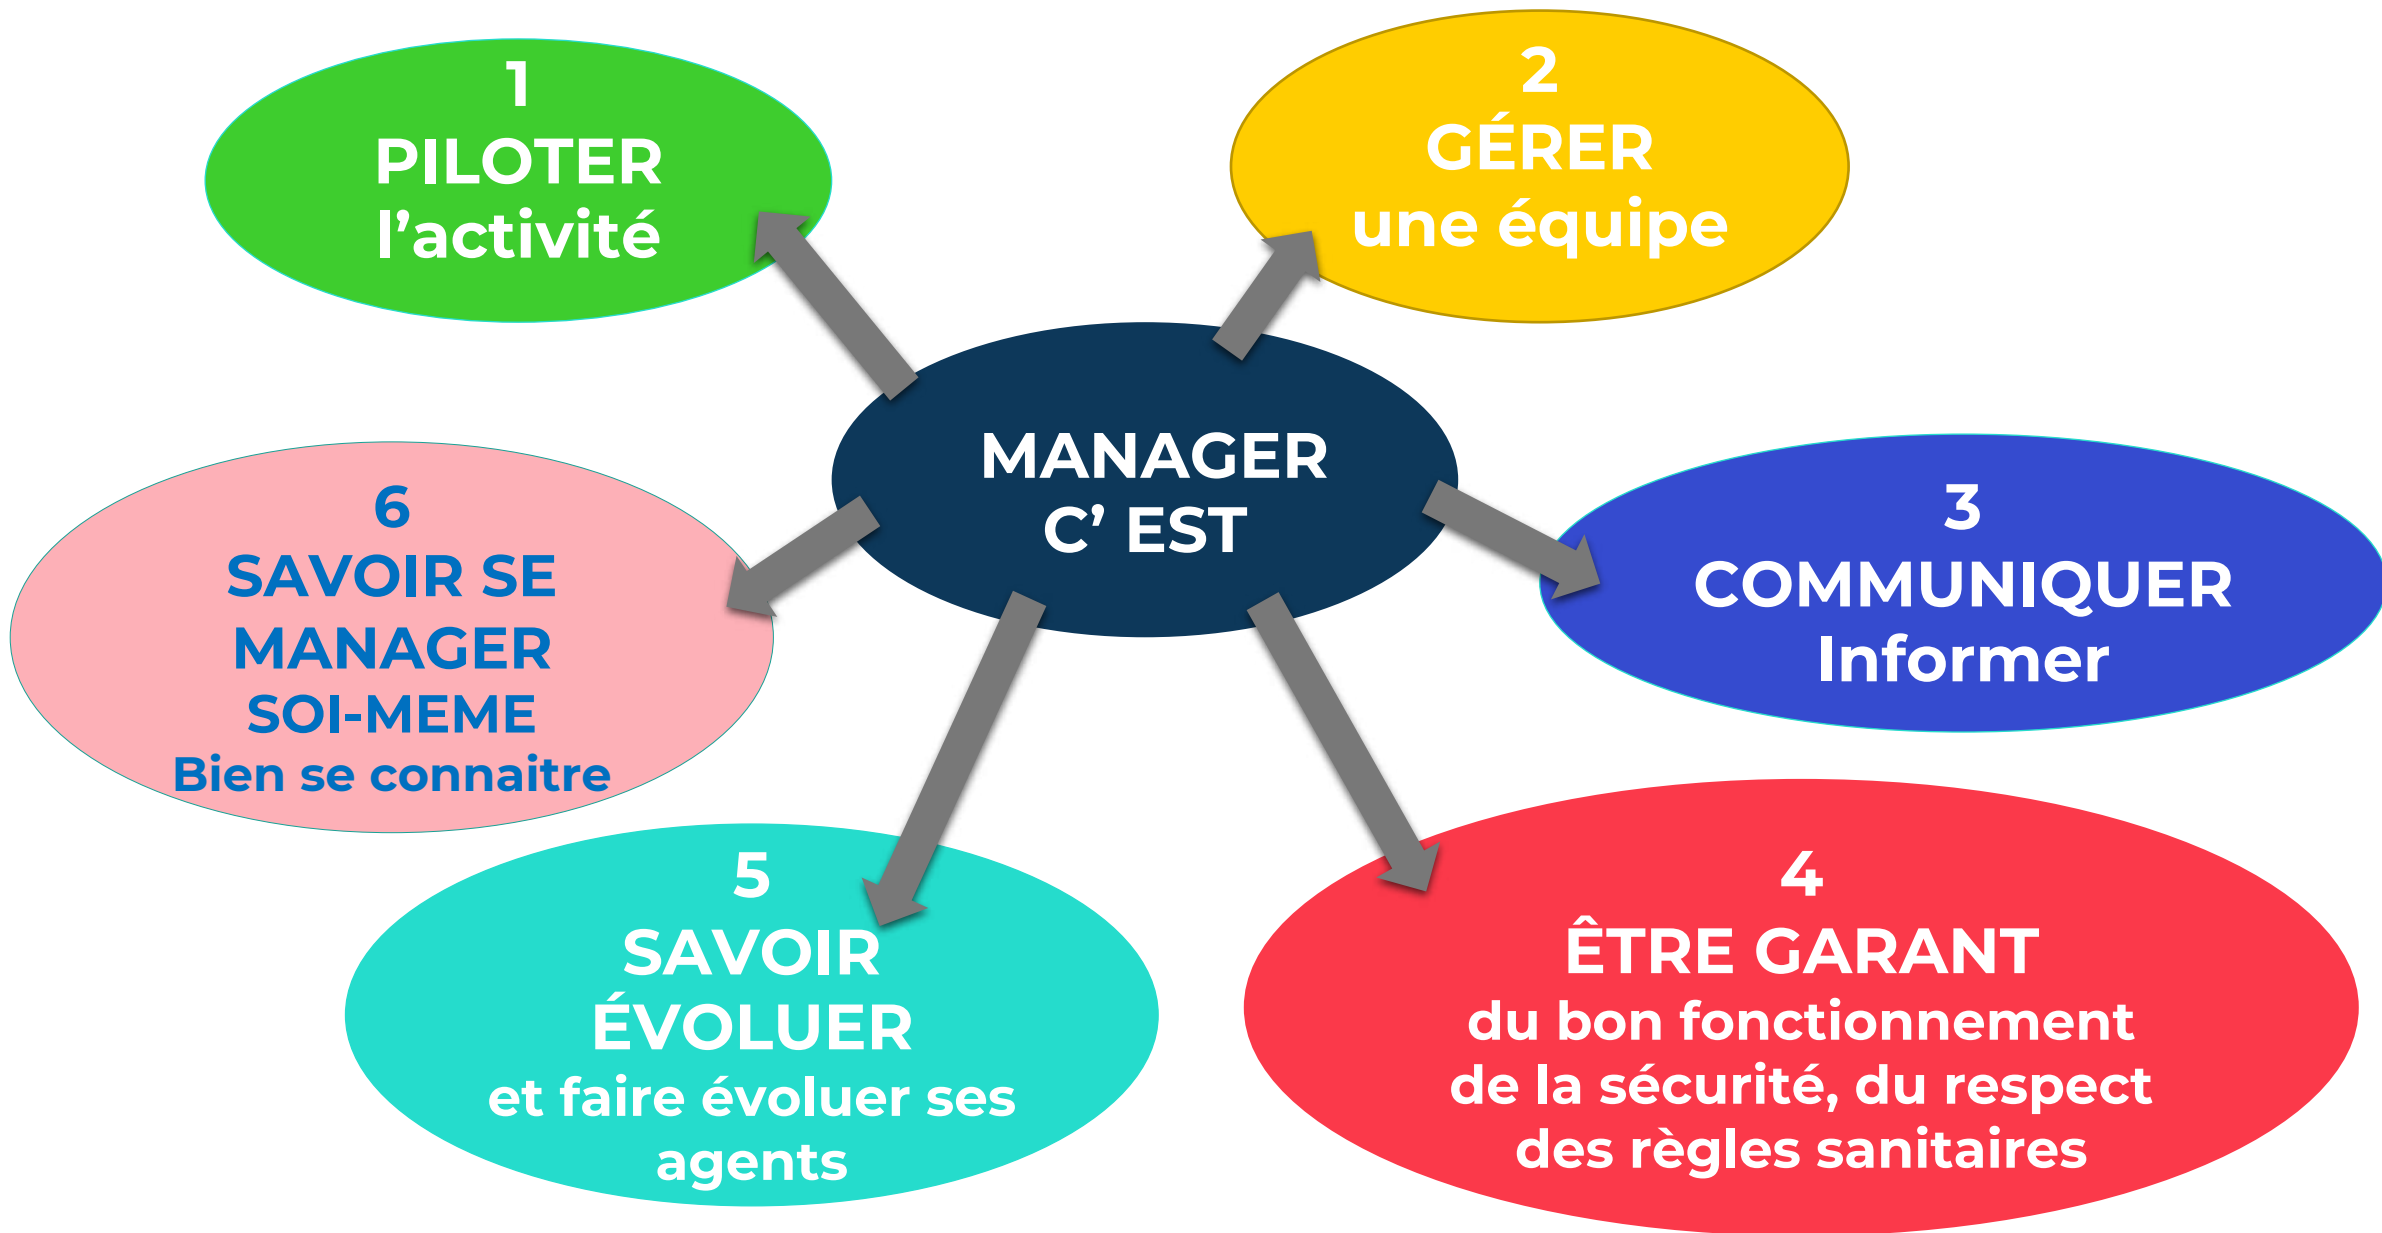 1
PILOTER
l’activité
2
GÉRER
une équipe
MANAGER
C’ EST
3
COMMUNIQUER
Informer
4
ÊTRE GARANT
du bon fonctionnement
de la sécurité, du respect
des règles sanitaires
5
SAVOIR
ÉVOLUER
et faire évoluer ses
agents
6
SAVOIR SE
MANAGER
SOI-MEME
Bien se connaitre